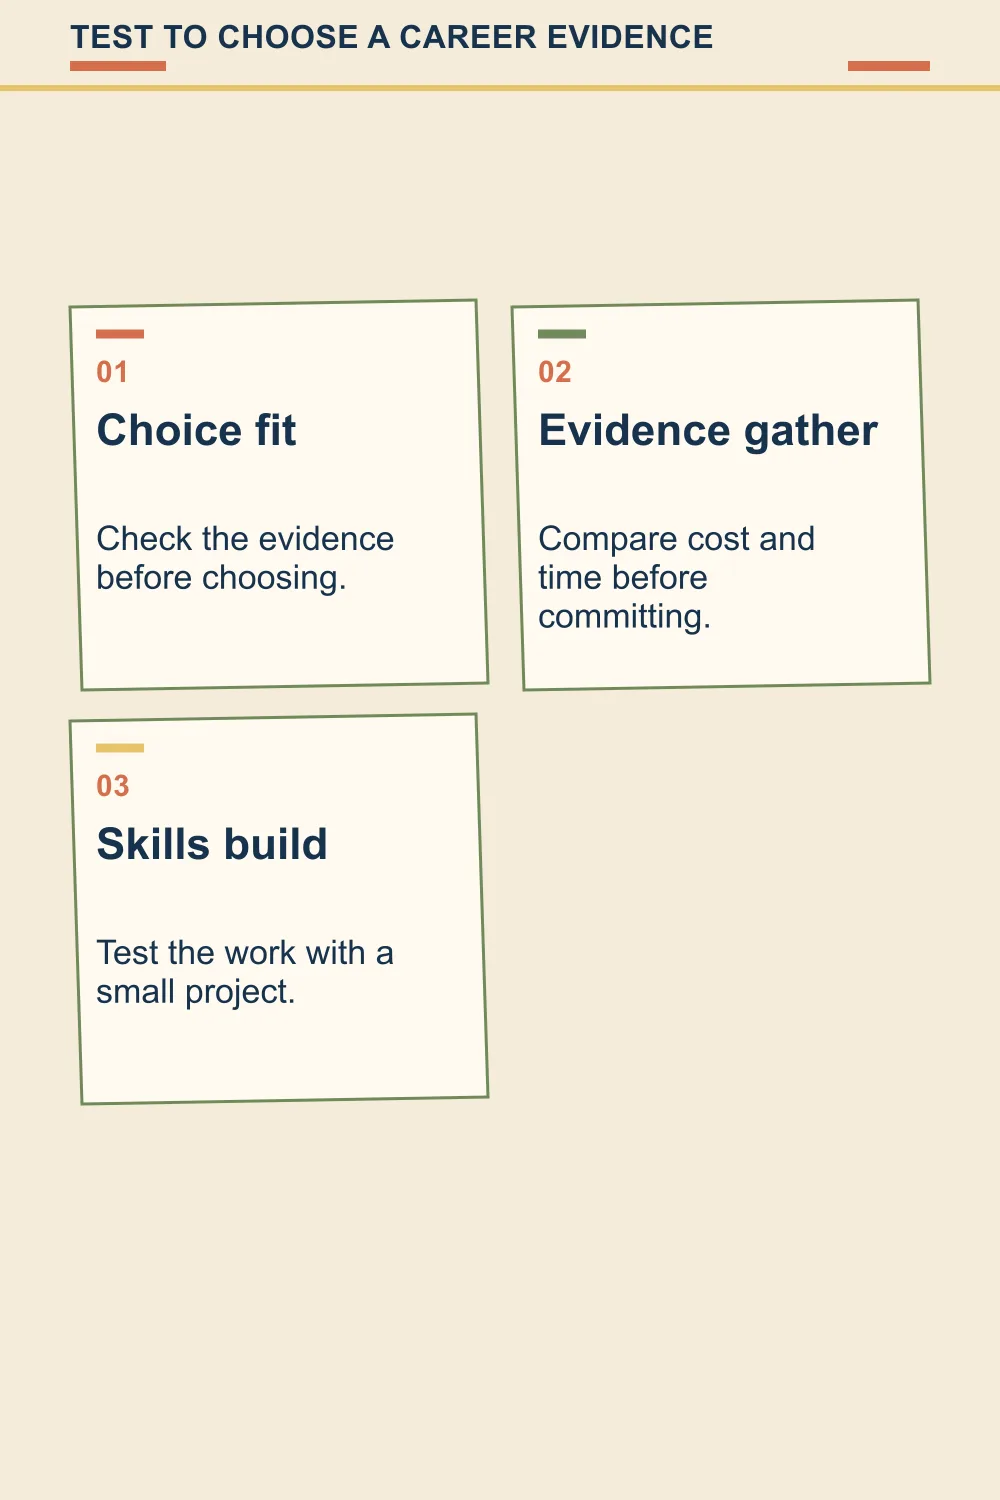 TEST TO CHOOSE A CAREER EVIDENCE
01
Choice fit
Check the evidence
before choosing.
02
Evidence gather
Compare cost and
time before
committing.
03
Skills build
Test the work with a
small project.